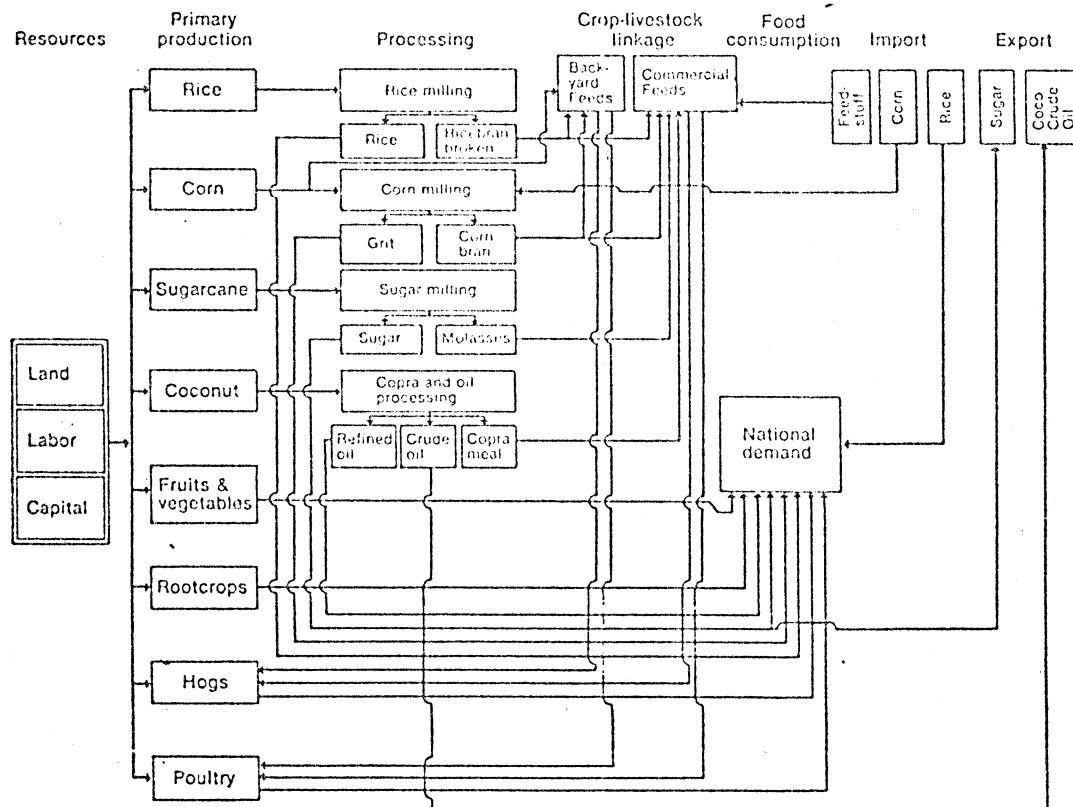 Resources
Primary
production
Processing
Crop-livestock
linkage
Food
consumption
Import
Export
Rice
Rice milling
Rice
Rice bran
broken
Back-
yard
Feeds
Commercial
Feeds
Feed-
stuff
Corn
Rice
Sugar
Coco
Crude
Oil
Corn
Corn milling
Grit
Corn
bran
Sugarcane
Sugar milling
Sugar
Molasses
Land
Labor
Capital
Coconut
Copra and oil
processing
Refined
oil
Crude
oil
Copra
meal
National
demand
Fruits &
vegetables
Rootcrops
Hogs
Poultry